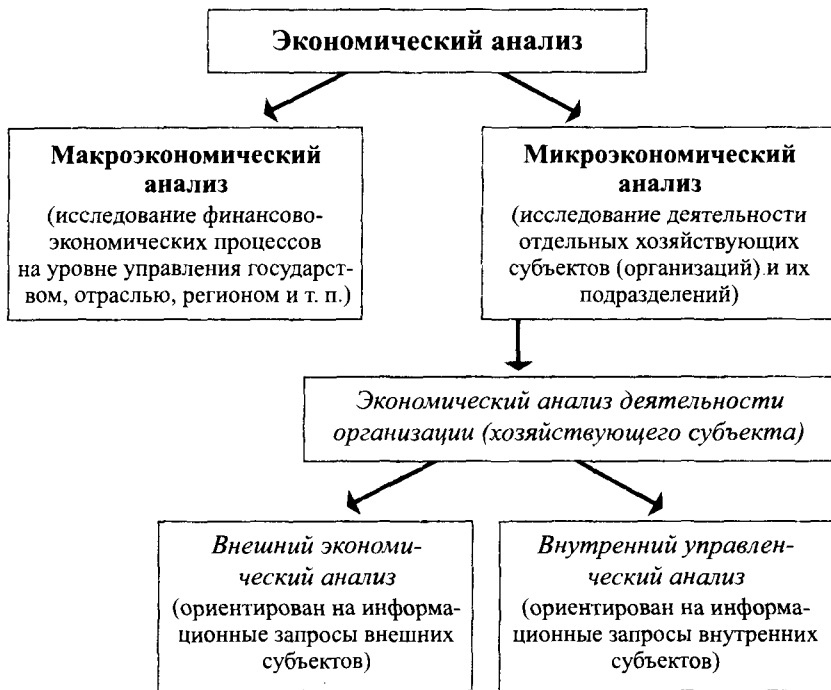 Экономический анализ
Макроэкономический
анализ
(исследование финансово-
экономических процессов
на уровне управления государст-
вом, отраслью, регионом и т. п.)
Микроэкономический
анализ
(исследование деятельности
отдельных хозяйствующих
субъектов (организаций) и их
подразделений)
Экономический анализ деятельности
организации (хозяйствующего субъекта)
Внешний экономи-
ческий анализ
(ориентирован на информа-
ционные запросы внешних
субъектов)
Внутренний управлен-
ческий анализ
(ориентирован на информа-
ционные запросы внутренних
субъектов)